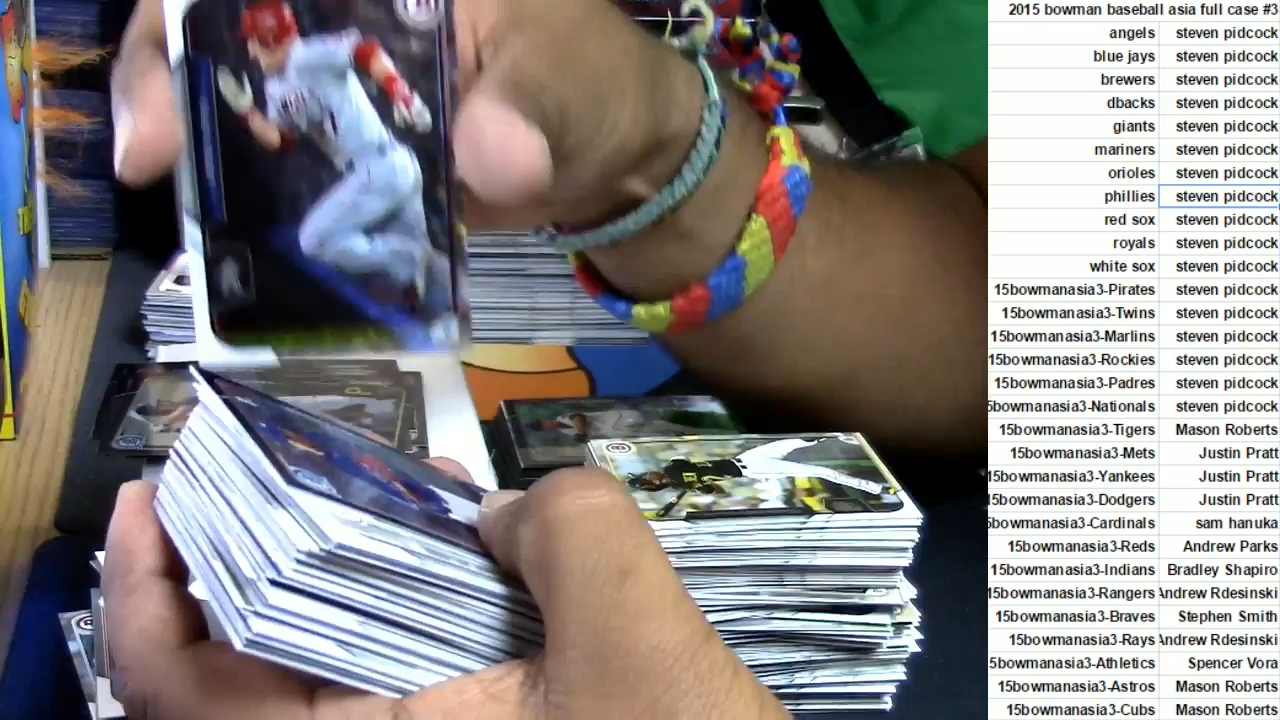 2015 bowman baseball asia full case #3
angels steven pidcock
blue jays steven pidcock
brewers steven pidcock
dbacks steven pidcock
giants steven pidcock
mariners steven pidcock
orioles steven pidcock
phillies steven pidcock
red sox steven pidcock
royals steven pidcock
white sox steven pidcock
15bowmanasia3-Pirates steven pidcock
15bowmanasia3-Twins steven pidcock
15bowmanasia3-Marlins steven pidcock
15bowmanasia3-Rockies steven pidcock
15bowmanasia3-Padres steven pidcock
5bowmanasia3-Nationals steven pidcock
15bowmanasia3-Tigers Mason Roberts
15bowmanasia3-Mets Justin Pratt
15bowmanasia3-Yankees Justin Pratt
15bowmanasia3-Dodgers Justin Pratt
5bowmanasia3-Cardinals sam hanuka
15bowmanasia3-Reds Andrew Parks
15bowmanasia3-Indians Bradley Shapiro
15bowmanasia3-Rangers Andrew Rdesinski
15bowmanasia3-Braves Stephen Smith
15bowmanasia3-Rays Andrew Rdesinski
5bowmanasia3-Athletics Spencer Vora
15bowmanasia3-Astros Mason Roberts
15bowmanasia3-Cubs Mason Roberts